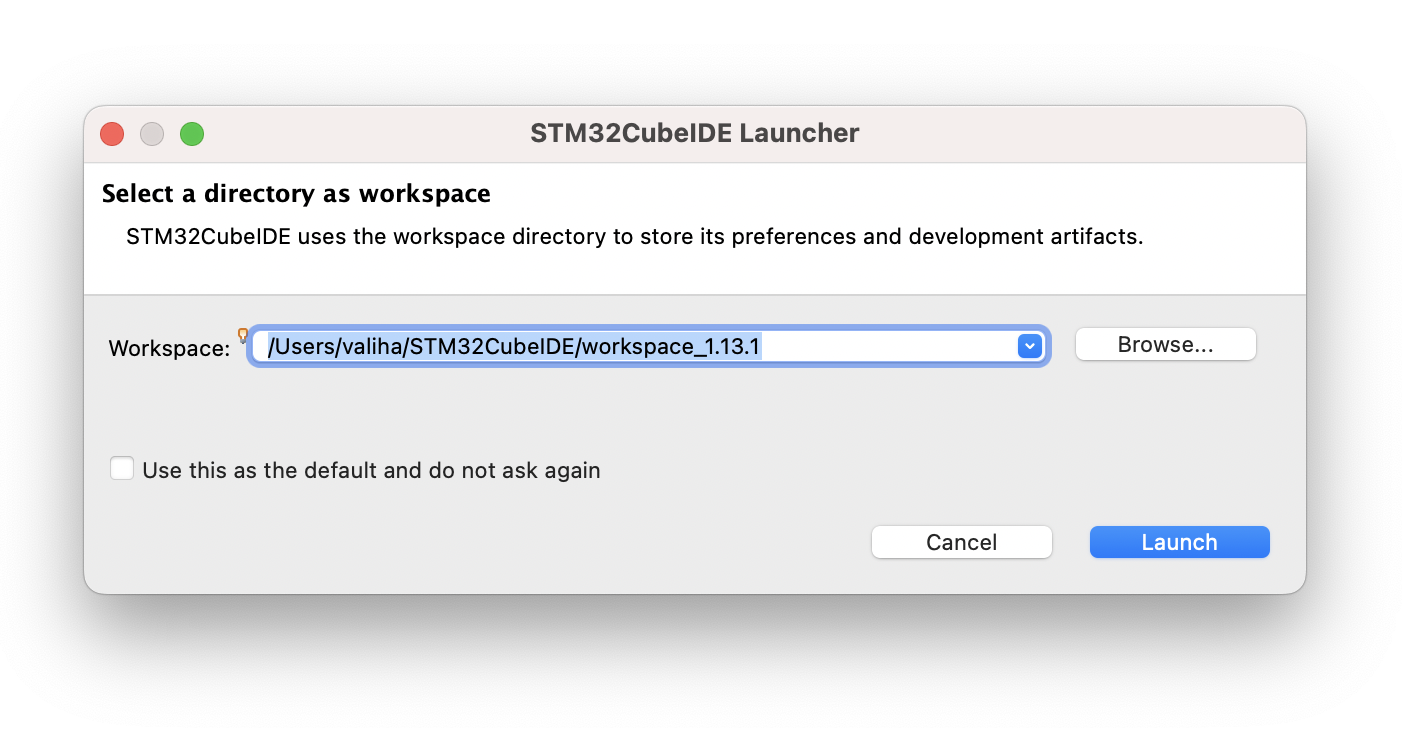 STM32CubeIDE Launcher
Select a directory as workspace
STM32CubeIDE uses the workspace directory to store its preferences and development artifacts.
Workspace: /Users/valiha/STM32CubeIDE/workspace_1.13.1 Browse...
Use this as the default and do not ask again
Cancel Launch